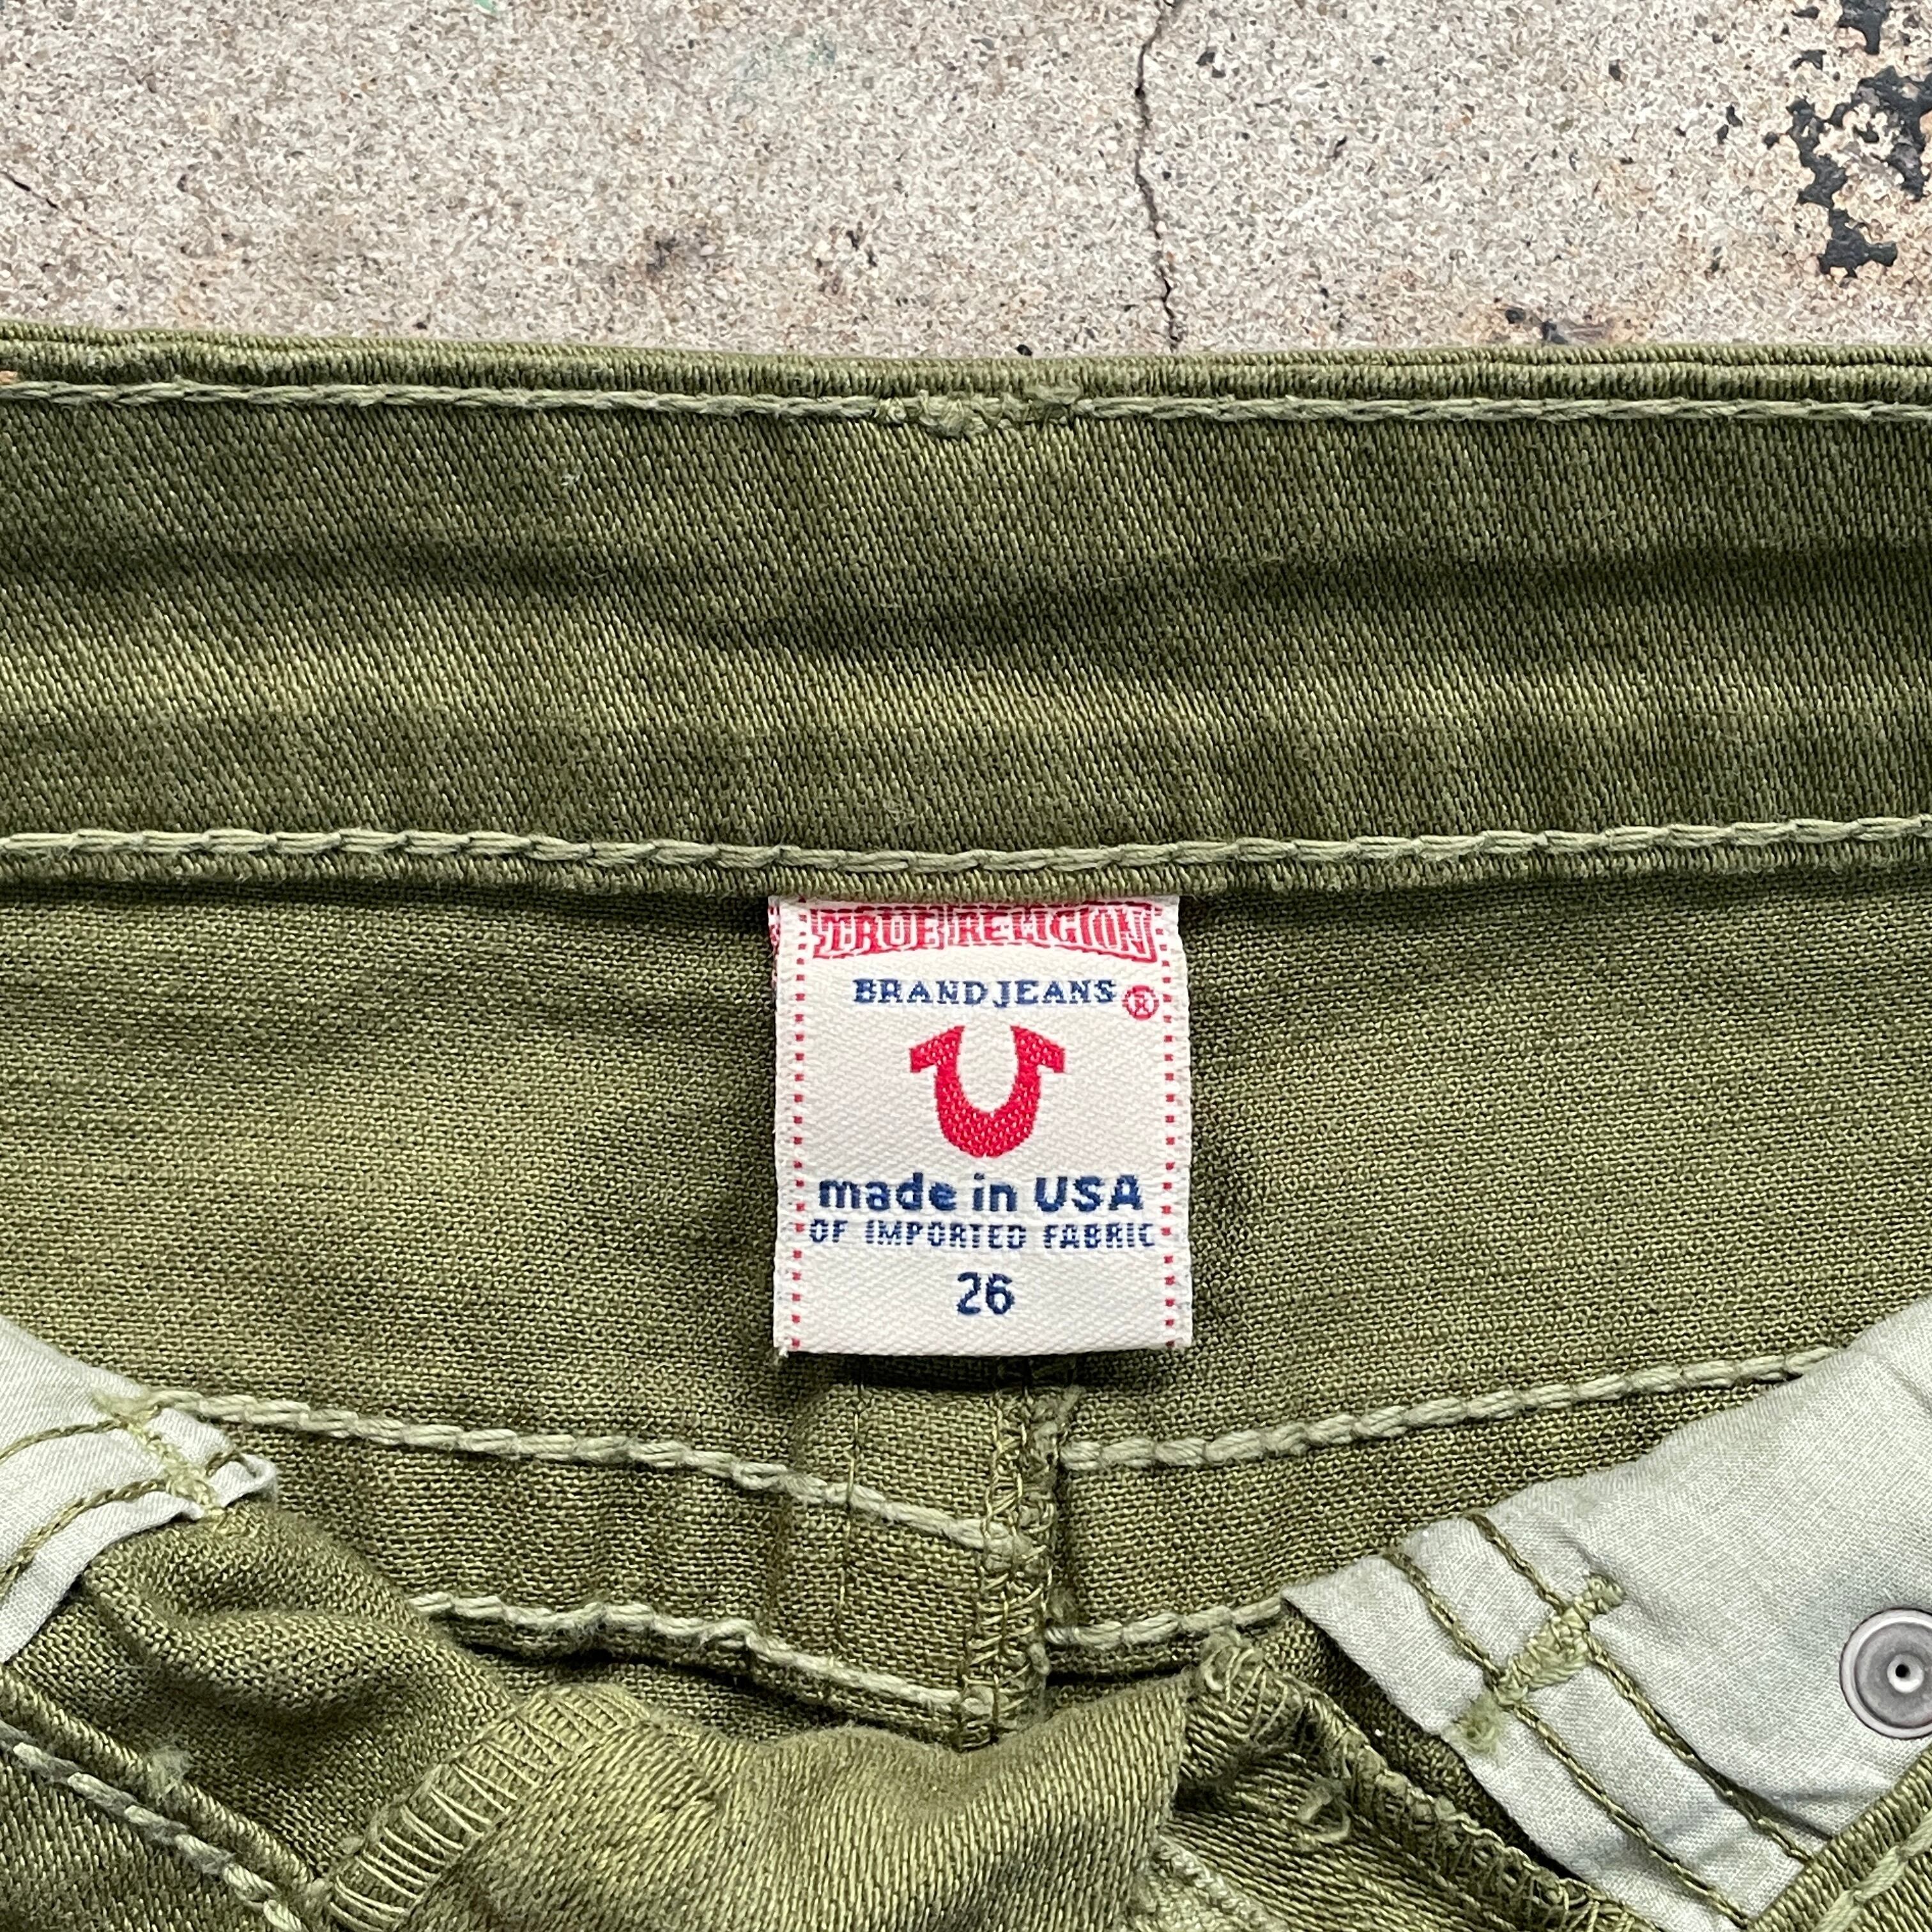 TRUE RELIGION
BRAND JEANS ®
made in USA
OF IMPORTED FABRIC
26